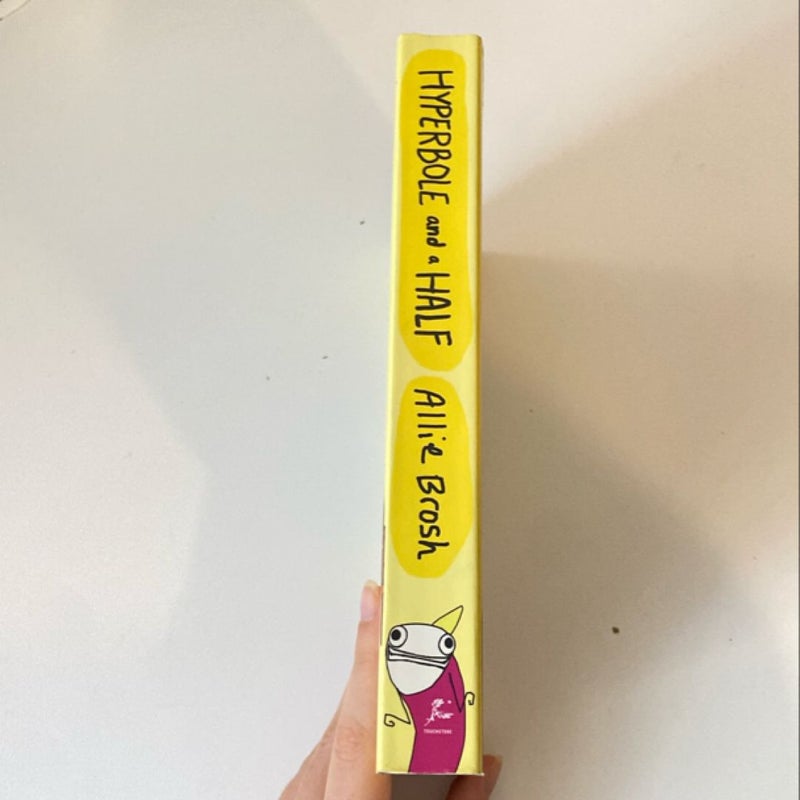 HYPERBOLE and a HALF
Allie Brosh
TOUCHSTONE